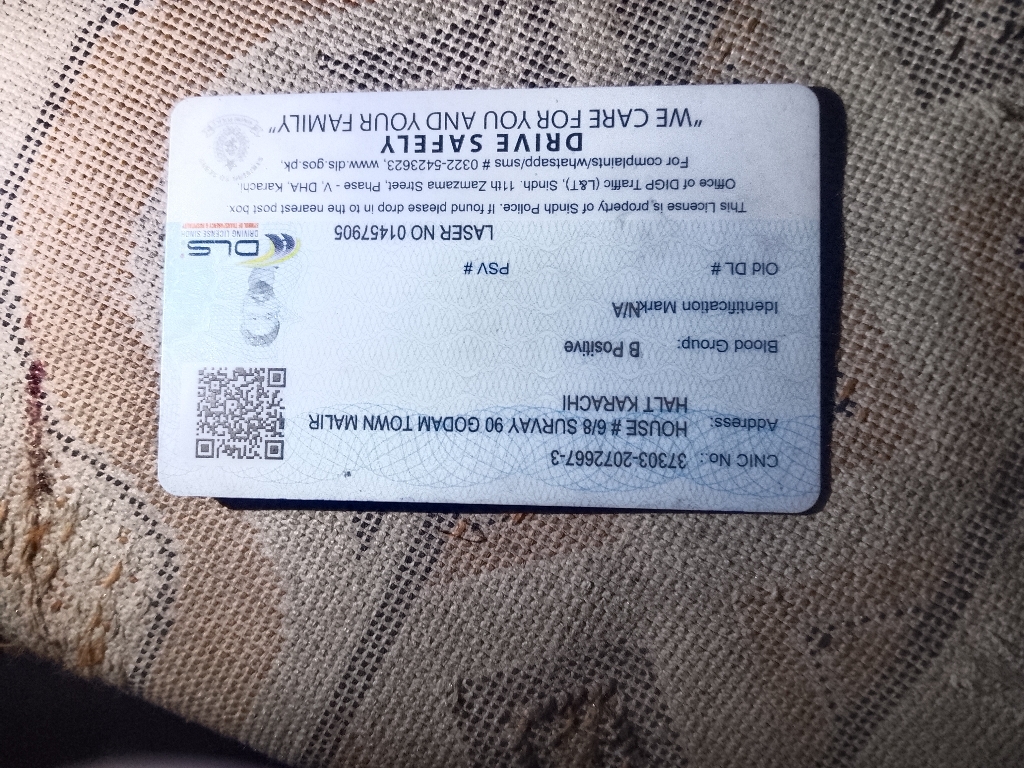 CNIC No.: 37303-2072667-3
Address: HOUSE # 6/8 SURVAY 90 GODAM TOWN MALIR
HALT KARACHI
Blood Group: B Positive
Identification Mark: N/A
Old DL # PSV #
LASER NO 01457905
DLS
DRIVING LICENSE SINDH
This License is property of Sindh Police. If found please drop in to the nearest post box.
Office of DIGP Traffic (L&T), Sindh. 11th Zamzama Street, Phase - V, DHA, Karachi.
For complaints/whatsapp/sms # 0322-5423623, www.dls.gos.pk.
DRIVE SAFELY
"WE CARE FOR YOU AND YOUR FAMILY"